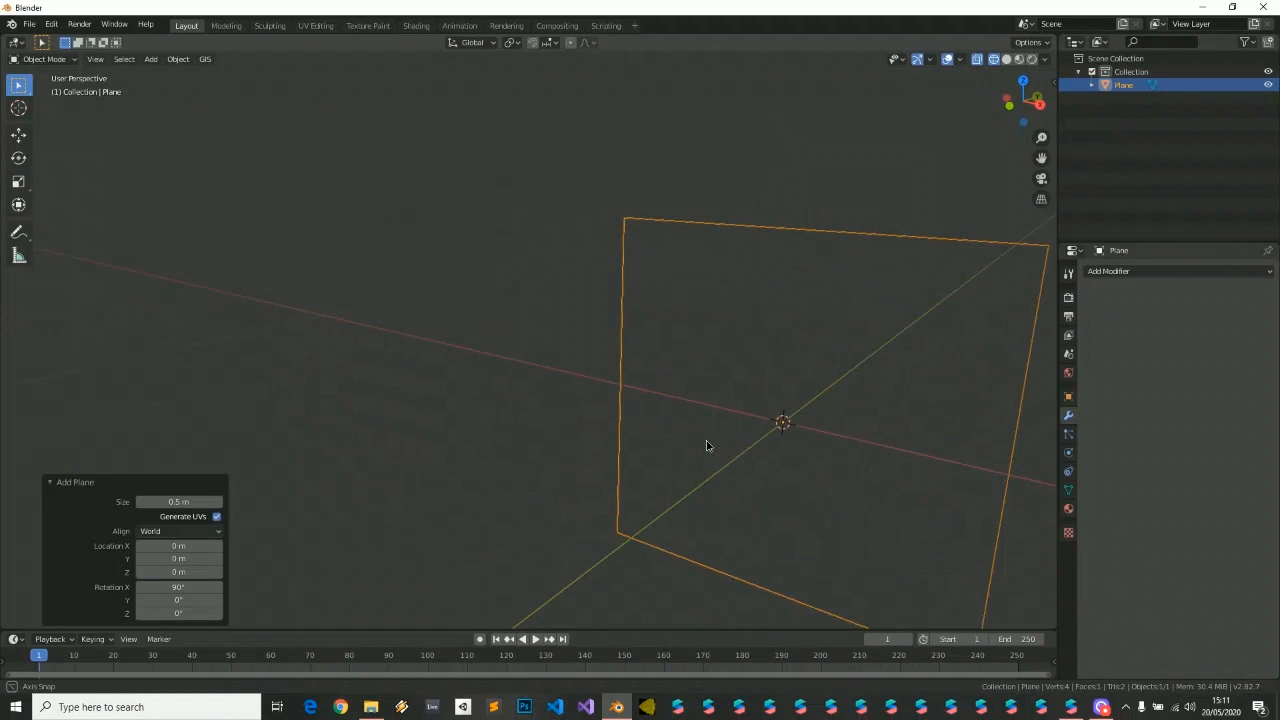 Blender
File Edit Render Window Help
Layout Modeling Sculpting UV Editing Texture Paint Shading Animation Rendering Compositing Scripting +
Scene
View Layer
Global
Options
Object Mode View Select Add Object GIS
User Perspective
(1) Collection | Plane
Z
Y
X
Scene Collection
Collection
Plane
Plane
Add Modifier
Add Plane
Size 0.5 m
Generate UVs
Align World
Location X 0 m
Y 0 m
Z 0 m
Rotation X 90°
Y 0°
Z 0°
Playback Keying View Marker
1
Start 1
End 250
1 10 20 30 40 50 60 70 80 90 100 110 120 130 140 150 160 170 180 190 200 210 220 230 240 250
Axis Snap
Collection | Plane | Verts:4 | Faces:1 | Tris:2 | Objects:1/1 | Mem: 30.4 MiB | v2.82.7
Type here to search
Live
Ps
15:11
20/05/2020
2